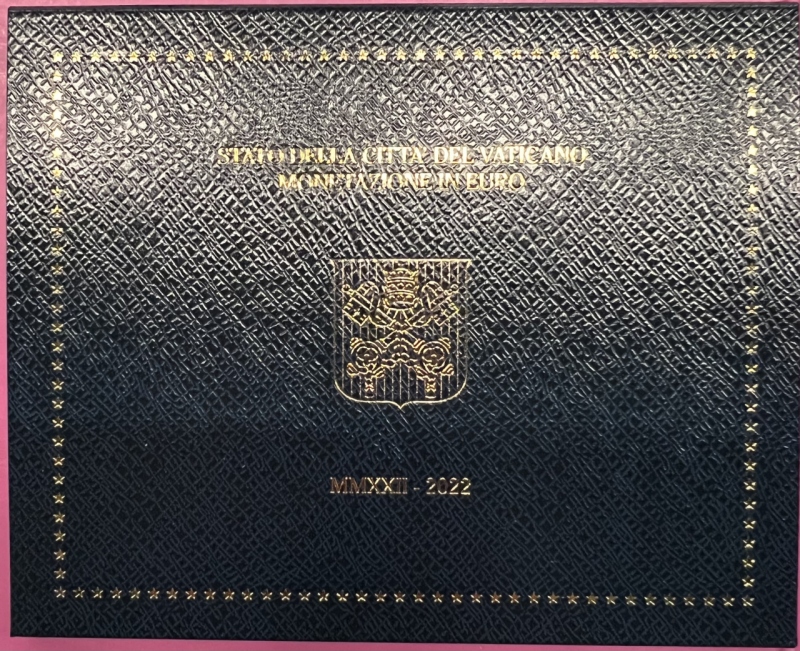 STATO DELLA CITTA' DEL VATICANO
MONETAZIONE IN EURO
MMXXII - 2022